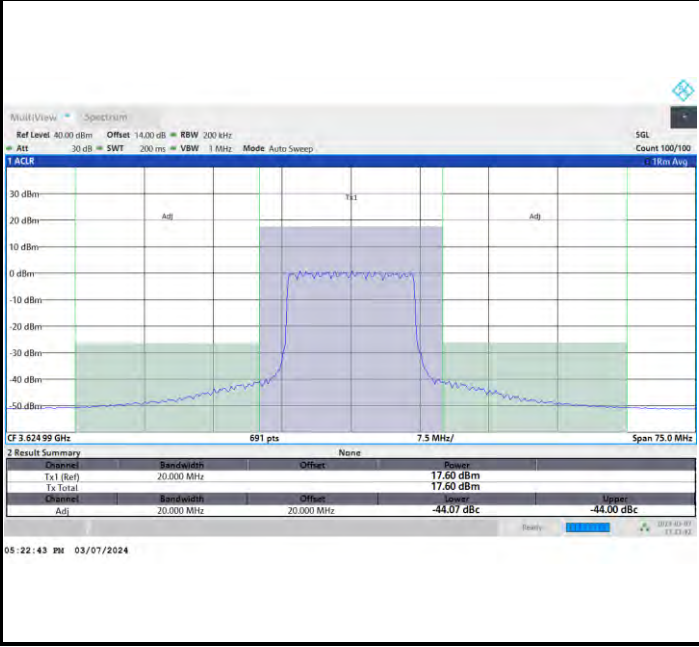 MultiView Spectrum
Ref Level 40.00 dBm Offset 14.00 dB RBW 200 kHz SGL
Att 30 dB SWT 200 ms VBW 1 MHz Mode Auto Sweep Count 100/100
1 ACLR 1Rm Avg
30 dBm
Tx1
Adj Adj
20 dBm
10 dBm
0 dBm
-10 dBm
-20 dBm
-30 dBm
-40 dBm
-50 dBm
CF 3.624 99 GHz 691 pts 7.5 MHz/ Span 75.0 MHz
2 Result Summary None
Channel Bandwidth Offset Power
Tx1 (Ref) 20.000 MHz 17.60 dBm
Tx Total 17.60 dBm
Channel Bandwidth Offset Lower Upper
Adj 20.000 MHz 20.000 MHz -44.07 dBc -44.00 dBc
Ready
05:22:43 PM 03/07/2024